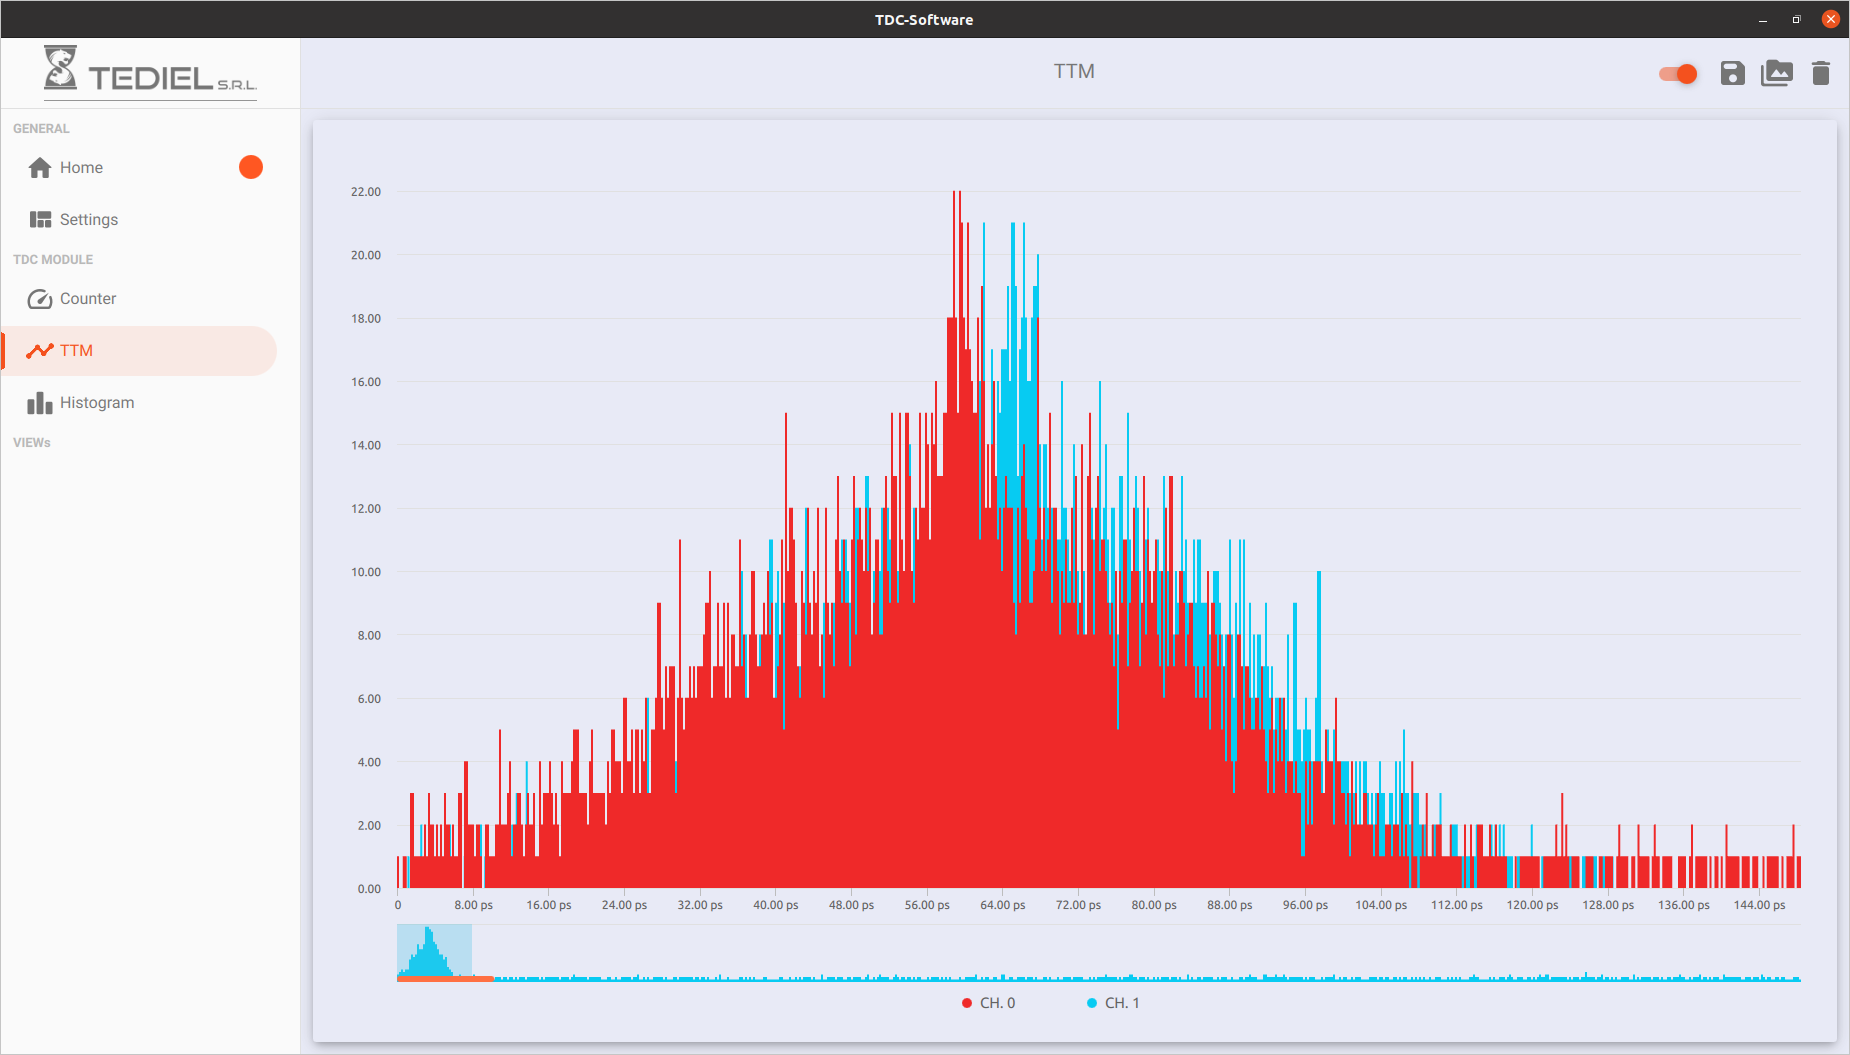 TDC-Software
TEDIEL S.R.L.
TTM
GENERAL
Home
Settings
TDC MODULE
Counter
TTM
Histogram
VIEWs
22.00
20.00
18.00
16.00
14.00
12.00
10.00
8.00
6.00
4.00
2.00
0.00
0 8.00 ps 16.00 ps 24.00 ps 32.00 ps 40.00 ps 48.00 ps 56.00 ps 64.00 ps 72.00 ps 80.00 ps 88.00 ps 96.00 ps 104.00 ps 112.00 ps 120.00 ps 128.00 ps 136.00 ps 144.00 ps
CH. 0 CH. 1